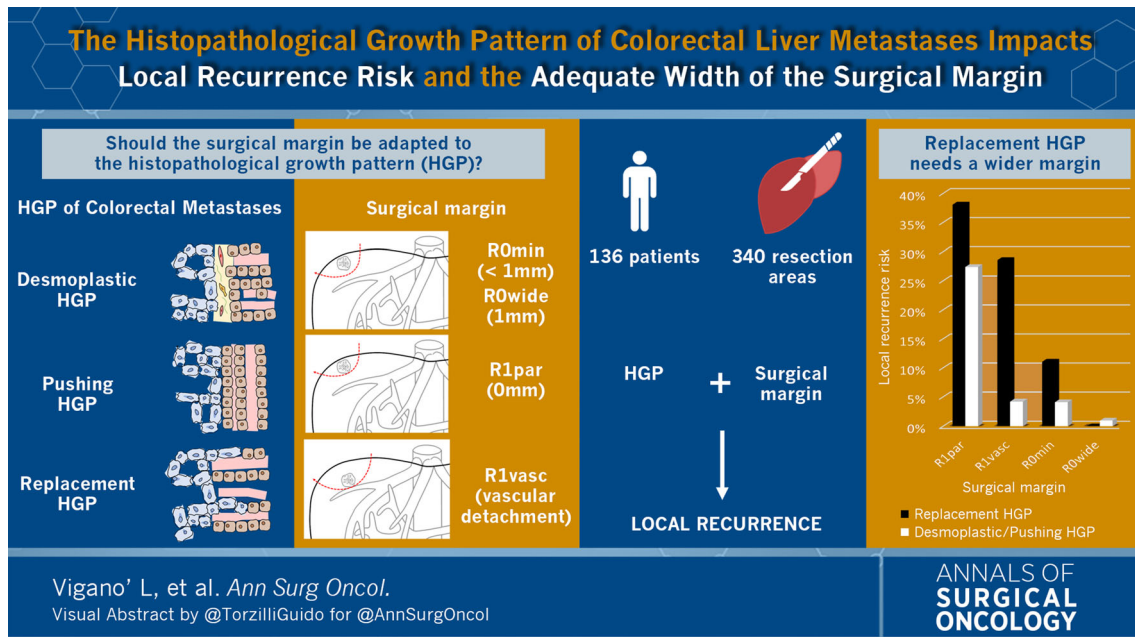 The Histopathological Growth Pattern of Colorectal Liver Metastases Impacts
Local Recurrence Risk and the Adequate Width of the Surgical Margin
Should the surgical margin be adapted to
the histopathological growth pattern (HGP)?
HGP of Colorectal Metastases
Surgical margin
Desmoplastic
HGP
R0min
(< 1mm)
R0wide
(1mm)
Pushing
HGP
R1par
(0mm)
Replacement
HGP
R1vasc
(vascular
detachment)
136 patients
340 resection
areas
HGP
+
Surgical
margin
LOCAL RECURRENCE
Replacement HGP
needs a wider margin
Local recurrence risk
40%
35%
30%
25%
20%
15%
10%
5%
0%
R1par
R1vasc
R0min
R0wide
Surgical margin
Replacement HGP
Desmoplastic/Pushing HGP
Vigano' L, et al. Ann Surg Oncol.
Visual Abstract by @TorzilliGuido for @AnnSurgOncol
ANNALS OF
SURGICAL
ONCOLOGY